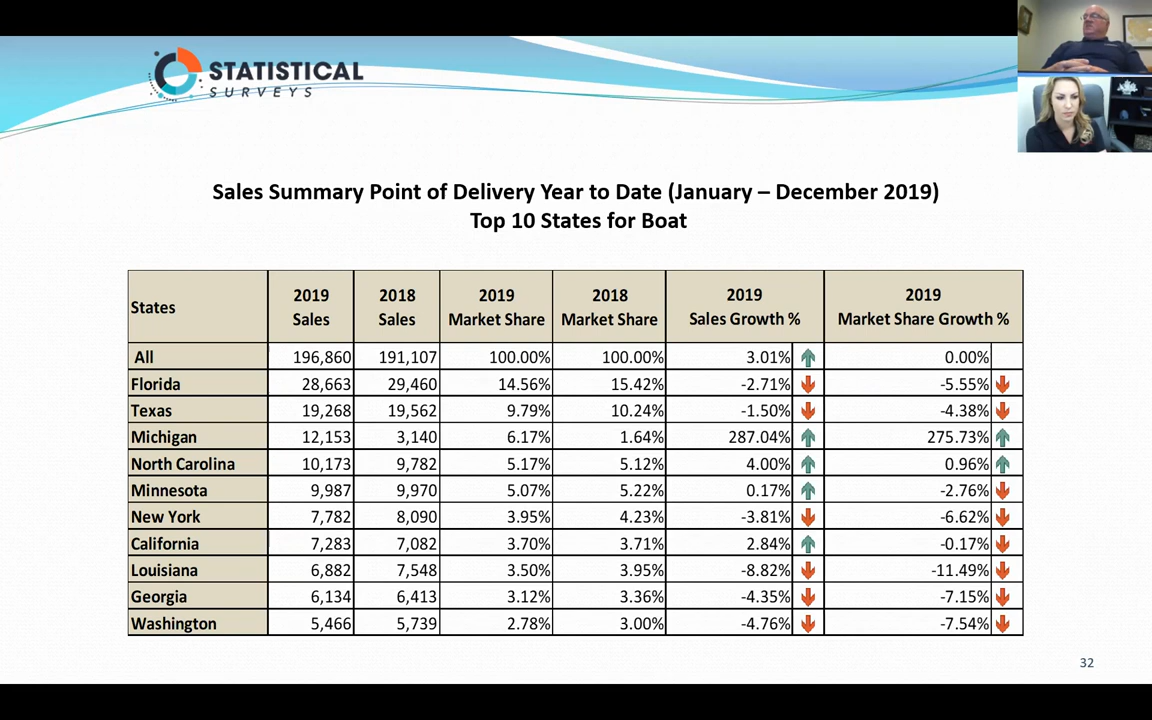 STATISTICAL
SURVEYS
Sales Summary Point of Delivery Year to Date (January – December 2019)
Top 10 States for Boat
States 2019 Sales 2018 Sales 2019 Market Share 2018 Market Share 2019 Sales Growth % 2019 Market Share Growth %
All 196,860 191,107 100.00% 100.00% 3.01% 0.00%
Florida 28,663 29,460 14.56% 15.42% -2.71% -5.55%
Texas 19,268 19,562 9.79% 10.24% -1.50% -4.38%
Michigan 12,153 3,140 6.17% 1.64% 287.04% 275.73%
North Carolina 10,173 9,782 5.17% 5.12% 4.00% 0.96%
Minnesota 9,987 9,970 5.07% 5.22% 0.17% -2.76%
New York 7,782 8,090 3.95% 4.23% -3.81% -6.62%
California 7,283 7,082 3.70% 3.71% 2.84% -0.17%
Louisiana 6,882 7,548 3.50% 3.95% -8.82% -11.49%
Georgia 6,134 6,413 3.12% 3.36% -4.35% -7.15%
Washington 5,466 5,739 2.78% 3.00% -4.76% -7.54%
32